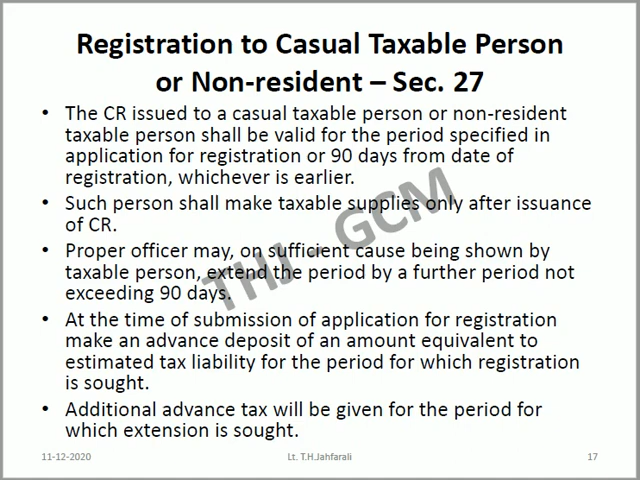 Registration to Casual Taxable Person
or Non-resident – Sec. 27
• The CR issued to a casual taxable person or non-resident
taxable person shall be valid for the period specified in
application for registration or 90 days from date of
registration, whichever is earlier.
• Such person shall make taxable supplies only after issuance
of CR.
• Proper officer may, on sufficient cause being shown by
taxable person, extend the period by a further period not
exceeding 90 days.
• At the time of submission of application for registration
make an advance deposit of an amount equivalent to
estimated tax liability for the period for which registration
is sought.
• Additional advance tax will be given for the period for
which extension is sought.
THJ - GCM
11-12-2020
Lt. T.H.Jahfarali
17